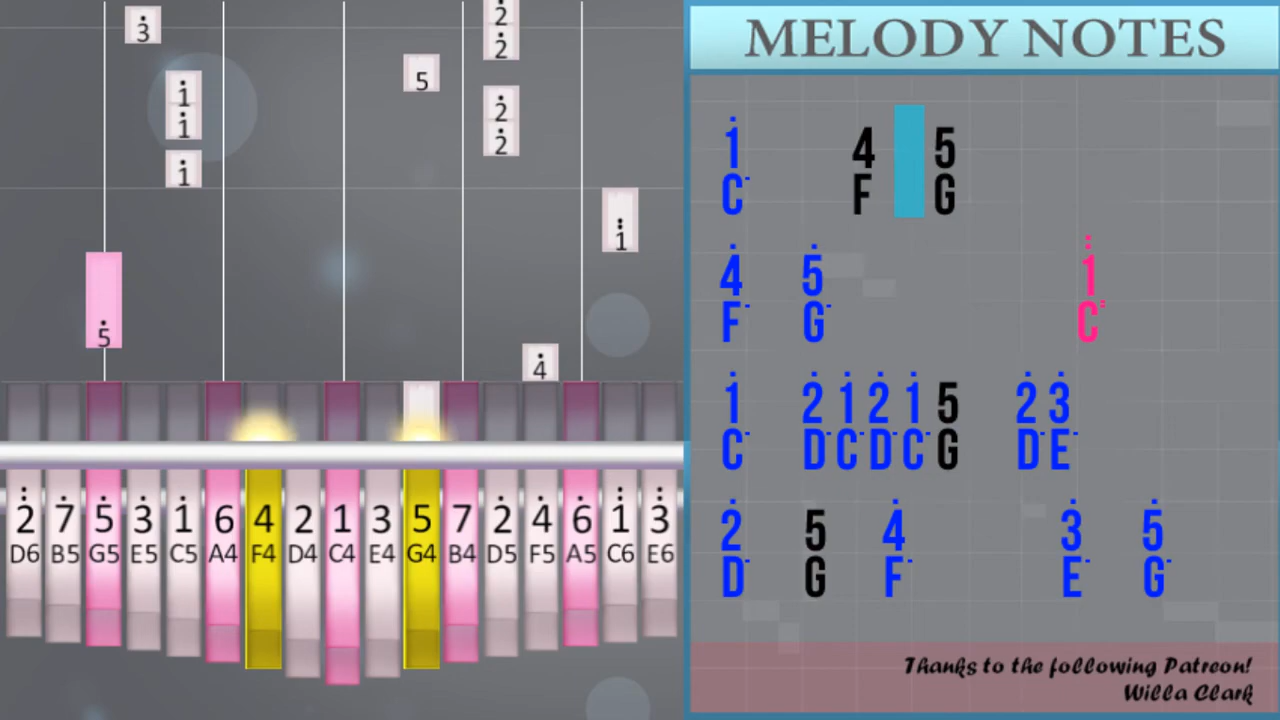 MELODY NOTES
3
1
1
1
5
2
2
2
2
1
5
4
2 7 5 3 1 6 4 2 1 3 5 7 2 4 6 1 3
D6 B5 G5 E5 C5 A4 F4 D4 C4 E4 G4 B4 D5 F5 A5 C6 E6
1 4 5
C F G
4 5 1
F G C
1 2 1 2 1 5 2 3
C D C D C G D E
2 5 4 3 5
D G F E G
Thanks to the following Patreon!
Willa Clark